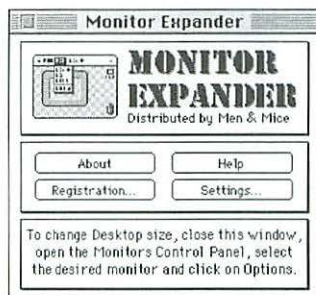 Monitor Expander
MONITOR
EXPANDER
Distributed by Men & Mice
About
Help
Registration...
Settings...
To change Desktop size, close this window,
open the Monitors Control Panel, select
the desired monitor and click on Options.